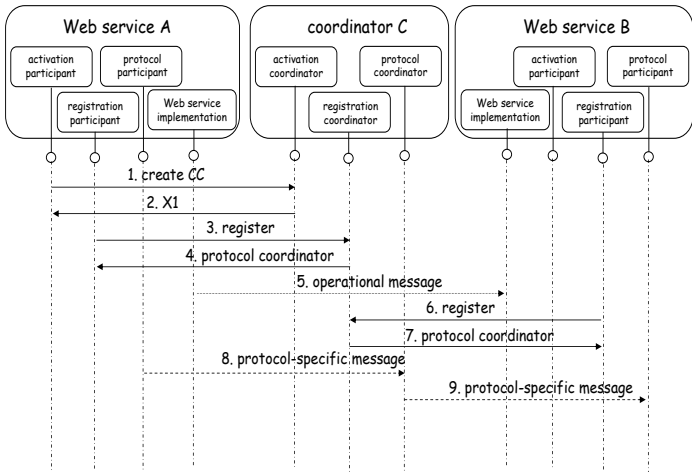 Web service A
coordinator C
Web service B
activation
participant
protocol
participant
activation
coordinator
protocol
coordinator
activation
participant
protocol
participant
registration
participant
Web service
implementation
registration
coordinator
Web service
implementation
registration
participant
1. create CC
2. X1
3. register
4. protocol coordinator
5. operational message
6. register
7. protocol coordinator
8. protocol-specific message
9. protocol-specific message